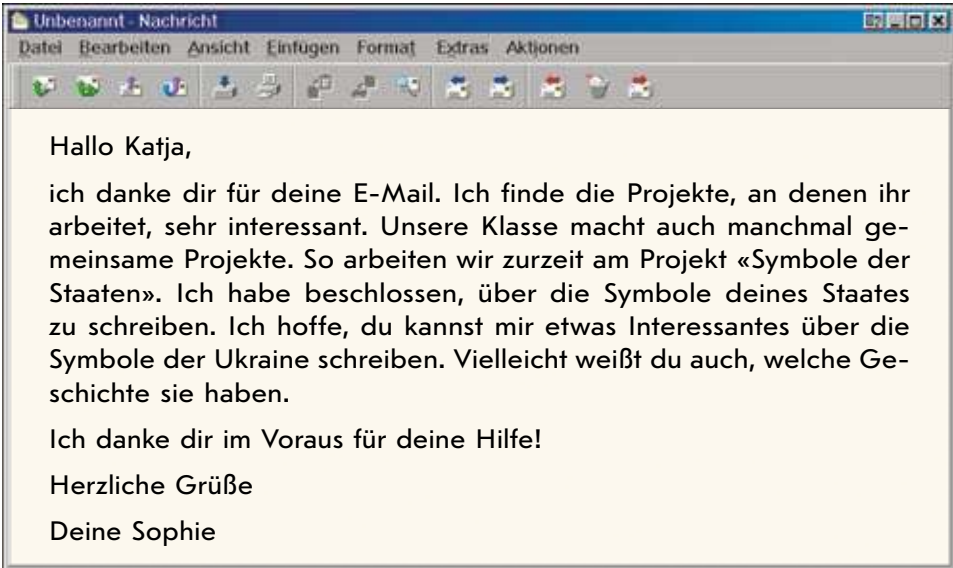 Unbenannt - Nachricht
Datei Bearbeiten Ansicht Einfügen Format Extras Aktionen
Hallo Katja,
ich danke dir für deine E-Mail. Ich finde die Projekte, an denen ihr
arbeitet, sehr interessant. Unsere Klasse macht auch manchmal ge-
meinsame Projekte. So arbeiten wir zurzeit am Projekt «Symbole der
Staaten». Ich habe beschlossen, über die Symbole deines Staates
zu schreiben. Ich hoffe, du kannst mir etwas Interessantes über die
Symbole der Ukraine schreiben. Vielleicht weißt du auch, welche Ge-
schichte sie haben.
Ich danke dir im Voraus für deine Hilfe!
Herzliche Grüße
Deine Sophie